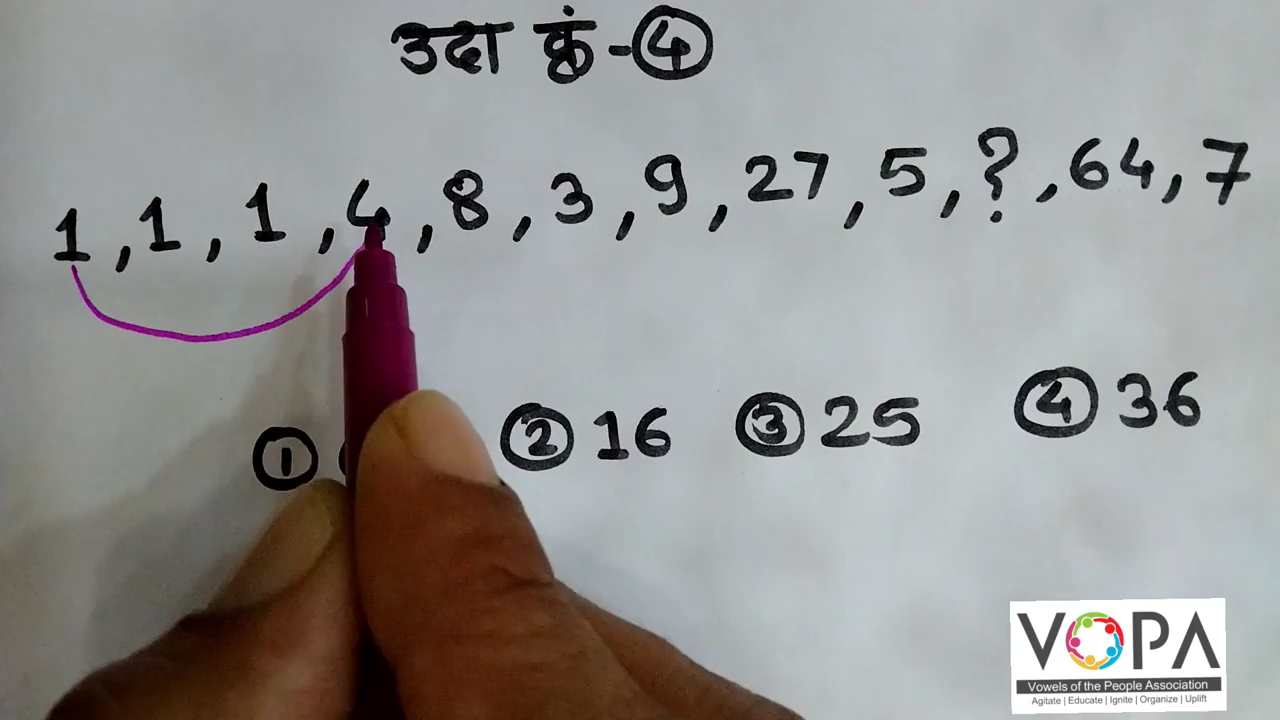 उदा क्रं-④
1, 1, 1, 4, 8, 3, 9, 27, 5, ?, 64, 7
① ② 16 ③ 25 ④ 36
VOPA
Vowels of the People Association
Agitate | Educate | Ignite | Organize | Uplift